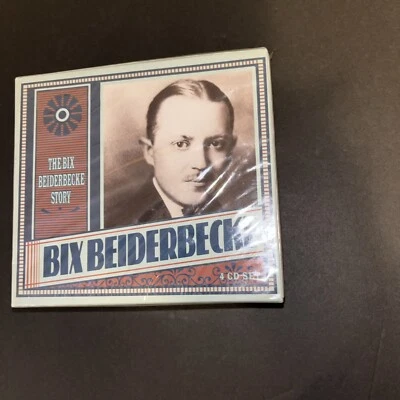 THE BIX
BEIDERBECKE
STORY
BIX BEIDERBECKE
4 CD SET